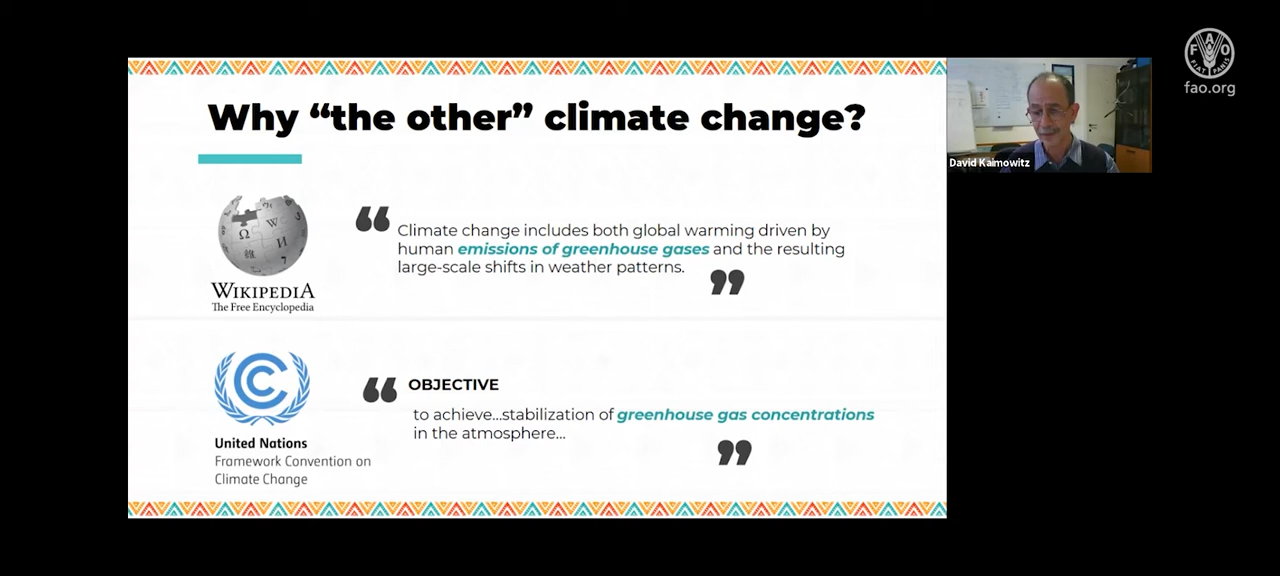 Why “the other” climate change?
WIKIPEDIA
The Free Encyclopedia
“
Climate change includes both global warming driven by
human emissions of greenhouse gases and the resulting
large-scale shifts in weather patterns.
”
United Nations
Framework Convention on
Climate Change
“
OBJECTIVE
to achieve...stabilization of greenhouse gas concentrations
in the atmosphere...
”
David Kaimowitz
F A O
FIAT PANIS
fao.org